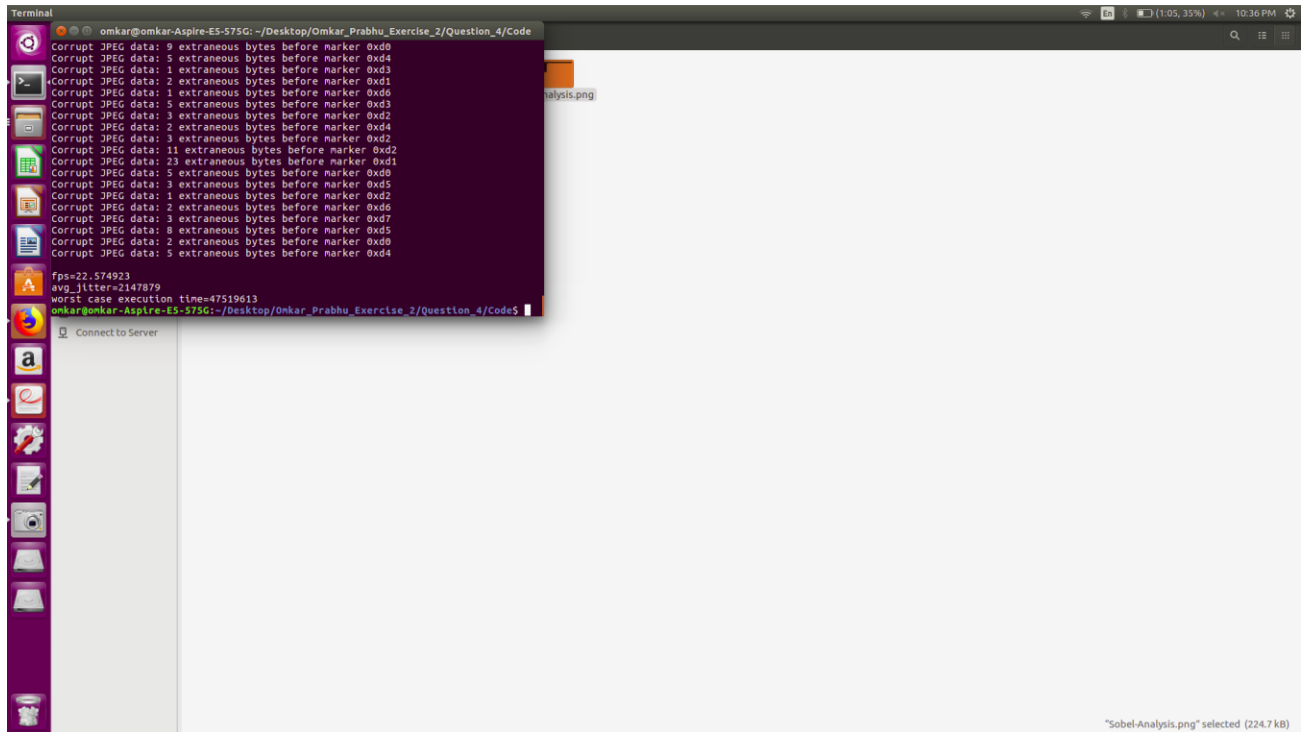 Terminal
En
(1:05, 35%)
10:36 PM
omkar@omkar-Aspire-E5-575G: ~/Desktop/Omkar_Prabhu_Exercise_2/Question_4/Code
Corrupt JPEG data: 9 extraneous bytes before marker 0xd0
Corrupt JPEG data: 5 extraneous bytes before marker 0xd4
Corrupt JPEG data: 1 extraneous bytes before marker 0xd3
Corrupt JPEG data: 2 extraneous bytes before marker 0xd1
Corrupt JPEG data: 1 extraneous bytes before marker 0xd6
Corrupt JPEG data: 5 extraneous bytes before marker 0xd3
Corrupt JPEG data: 3 extraneous bytes before marker 0xd2
Corrupt JPEG data: 2 extraneous bytes before marker 0xd4
Corrupt JPEG data: 3 extraneous bytes before marker 0xd2
Corrupt JPEG data: 11 extraneous bytes before marker 0xd2
Corrupt JPEG data: 23 extraneous bytes before marker 0xd1
Corrupt JPEG data: 5 extraneous bytes before marker 0xd0
Corrupt JPEG data: 3 extraneous bytes before marker 0xd5
Corrupt JPEG data: 1 extraneous bytes before marker 0xd2
Corrupt JPEG data: 2 extraneous bytes before marker 0xd6
Corrupt JPEG data: 3 extraneous bytes before marker 0xd7
Corrupt JPEG data: 8 extraneous bytes before marker 0xd5
Corrupt JPEG data: 2 extraneous bytes before marker 0xd0
Corrupt JPEG data: 5 extraneous bytes before marker 0xd4
fps=22.574923
avg_jitter=2147879
worst case execution time=47519613
omkar@omkar-Aspire-E5-575G:~/Desktop/Omkar_Prabhu_Exercise_2/Question_4/Code$
nalysis.png
Connect to Server
a
"Sobel-Analysis.png" selected (224.7 kB)